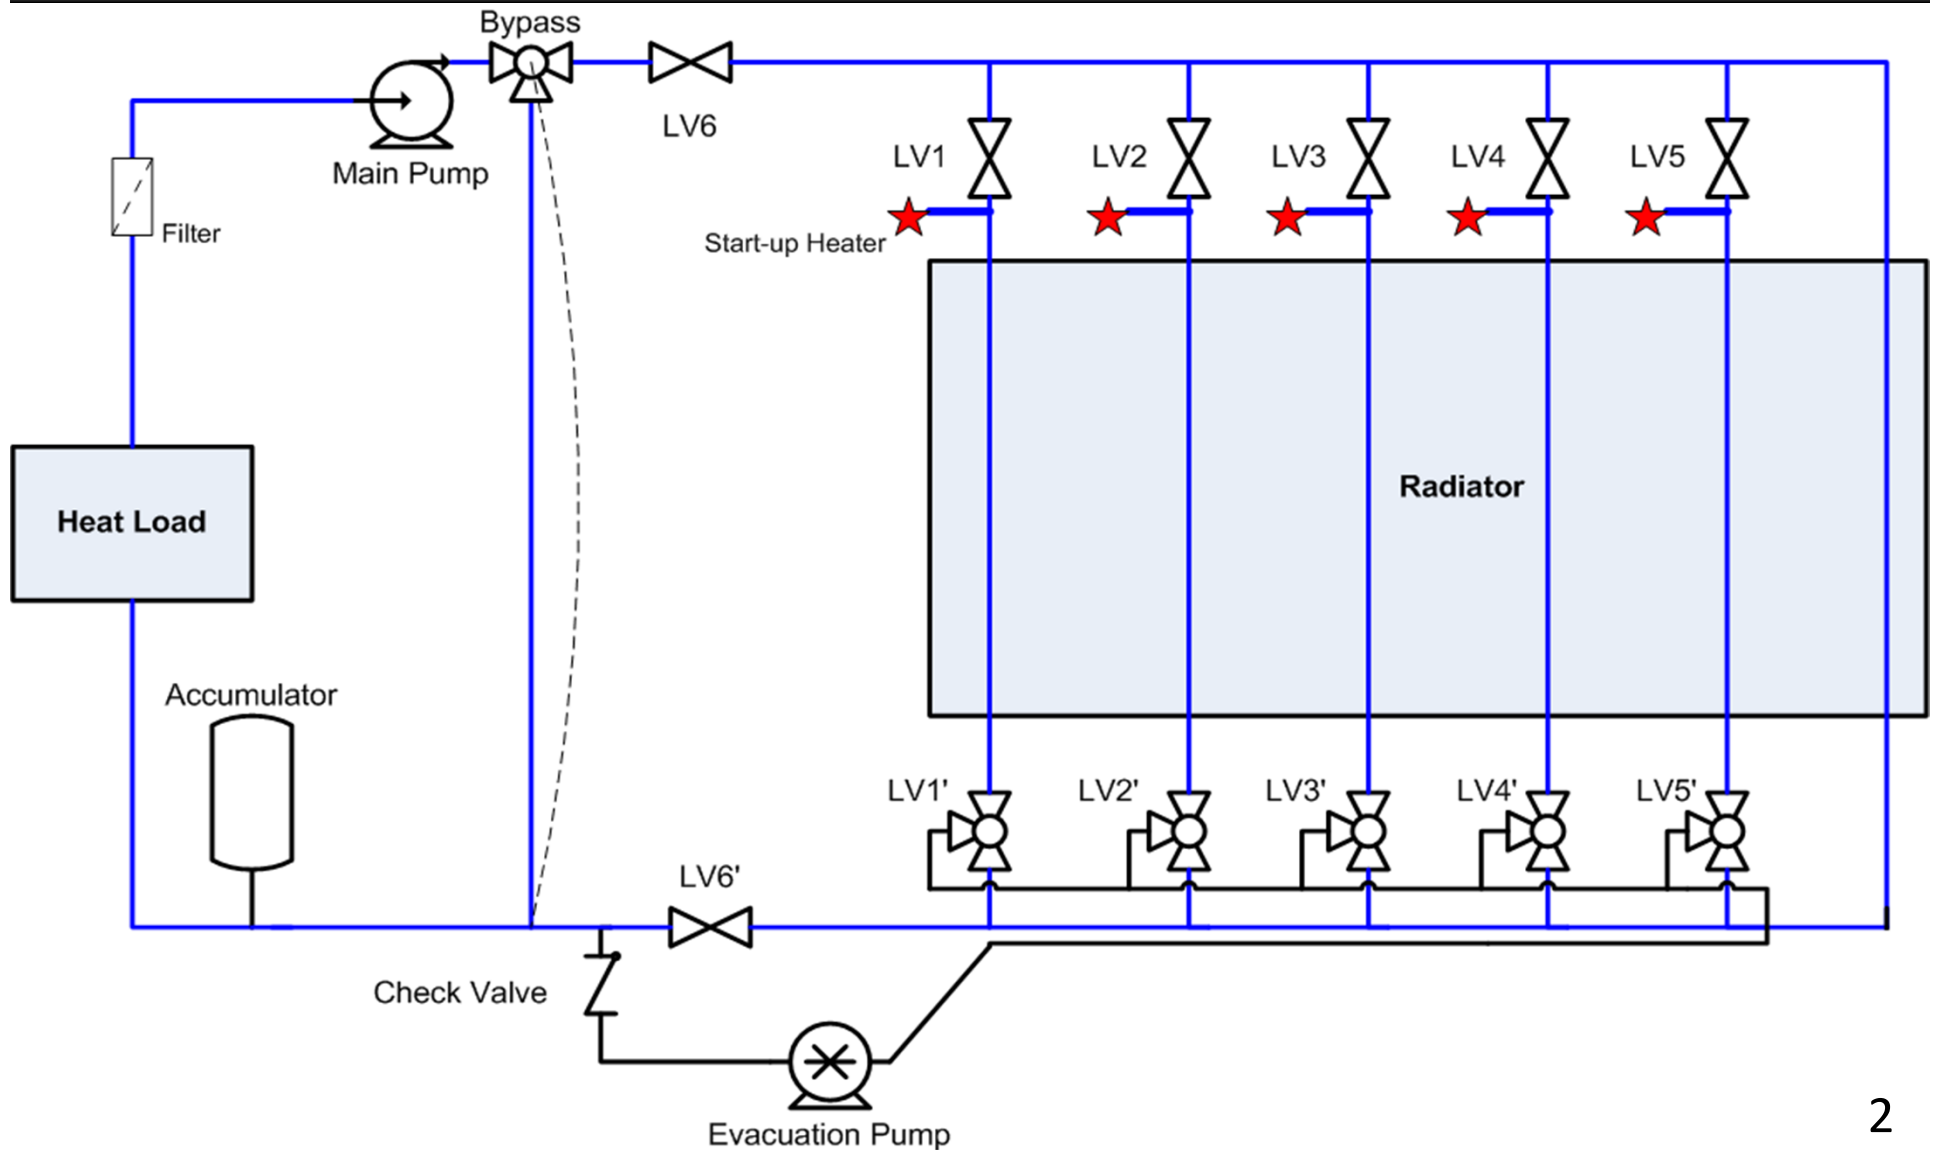 Bypass
LV6
Main Pump
Filter
LV1
LV2
LV3
LV4
LV5
Start-up Heater
Radiator
Heat Load
Accumulator
LV1'
LV2'
LV3'
LV4'
LV5'
LV6'
Check Valve
Evacuation Pump
2